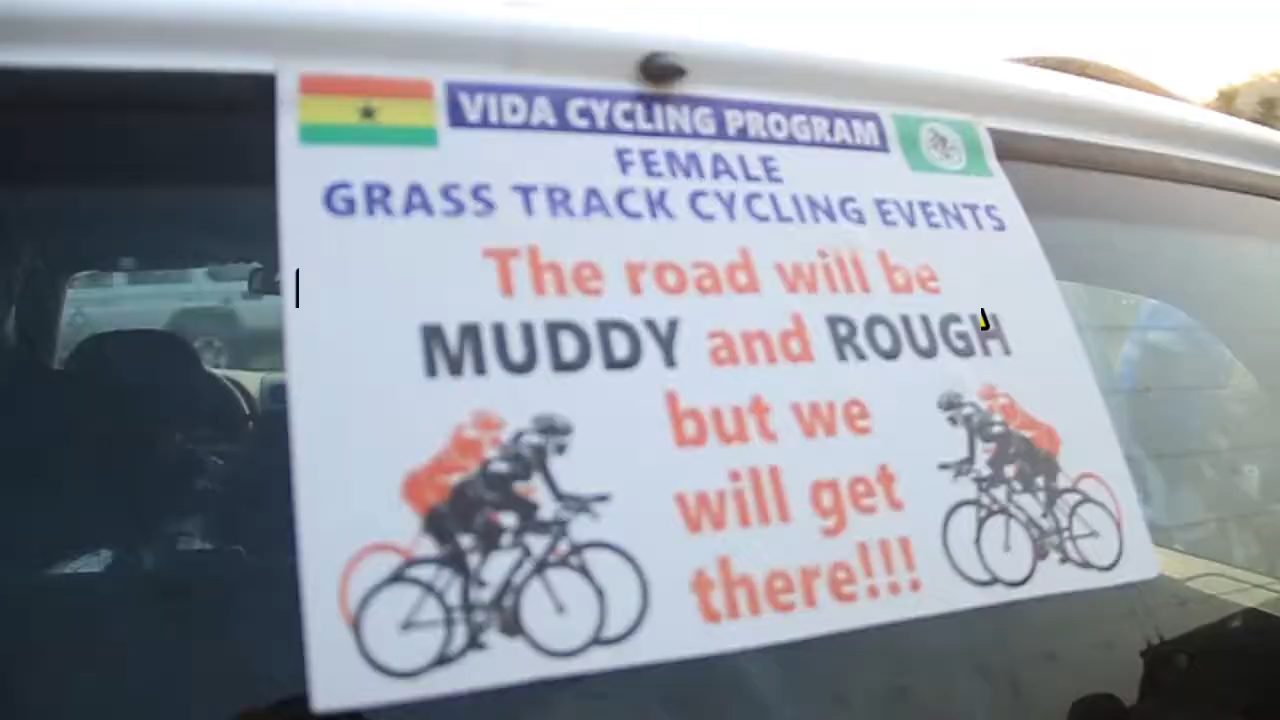 VIDA CYCLING PROGRAM
FEMALE
GRASS TRACK CYCLING EVENTS
The road will be
MUDDY and ROUGH
but we
will get
there!!!